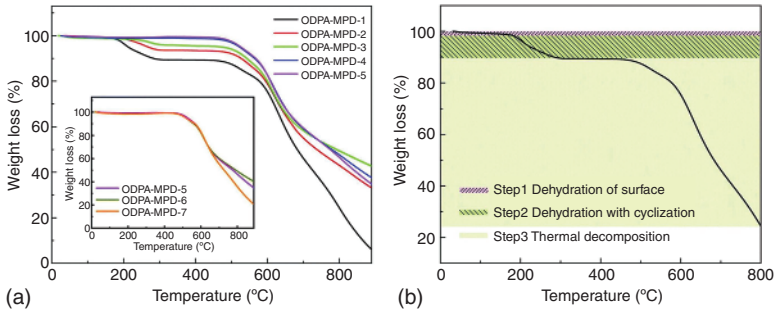 ODPA-MPD-1
ODPA-MPD-2
ODPA-MPD-3
ODPA-MPD-4
ODPA-MPD-5
100
80
60
40
20
0
Weight loss (%)
100
80
60
40
20
0
Weight loss (%)
ODPA-MPD-5
ODPA-MPD-6
ODPA-MPD-7
0 200 400 600 800
Temperature (ºC)
0 200 400 600 800
Temperature (ºC)
(a)
100
80
60
40
20
Weight loss (%)
Step1 Dehydration of surface
Step2 Dehydration with cyclization
Step3 Thermal decomposition
0 200 400 600 800
Temperature (ºC)
(b)